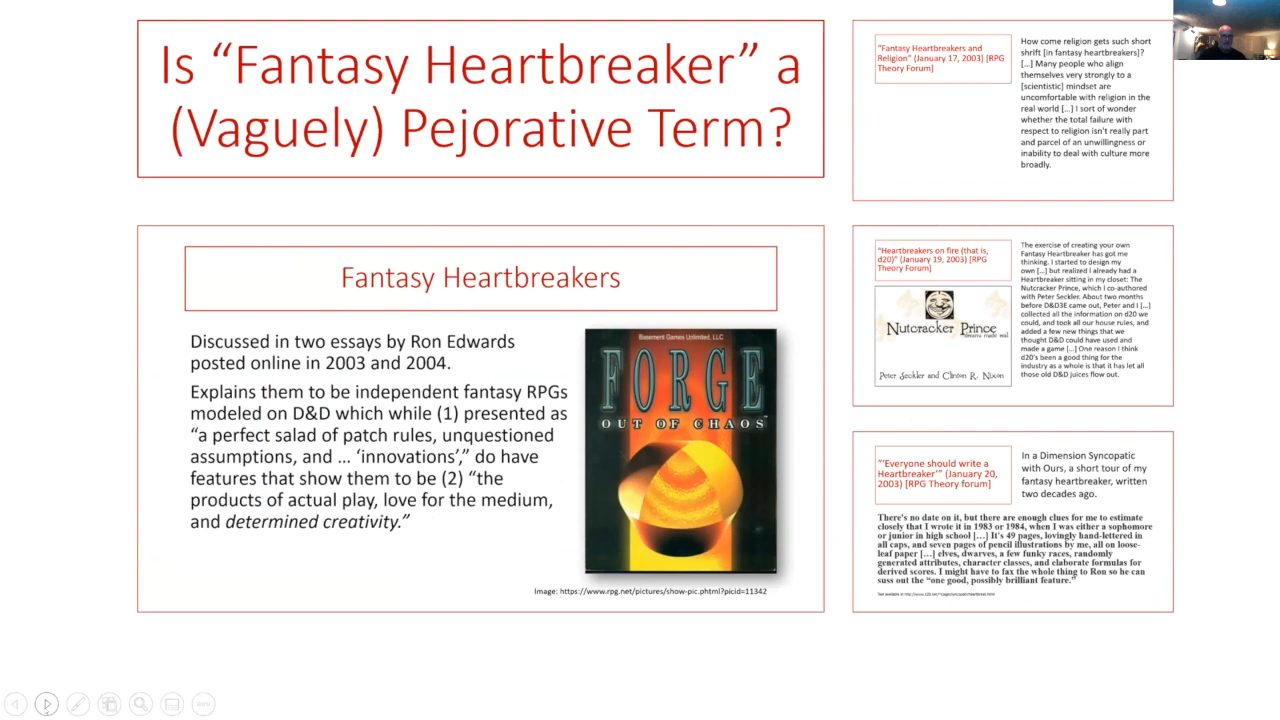 Is “Fantasy Heartbreaker” a
(Vaguely) Pejorative Term?
Fantasy Heartbreakers
Discussed in two essays by Ron Edwards
posted online in 2003 and 2004.
Explains them to be independent fantasy RPGs
modeled on D&D which while (1) presented as
“a perfect salad of patch rules, unquestioned
assumptions, and … ‘innovations’,” do have
features that show them to be (2) “the
products of actual play, love for the medium,
and determined creativity.”
Basement Games Unlimited, LLC
FORGE
OUT OF CHAOS
Image: https://www.rpg.net/pictures/show-pic.phtml?picid=11342
“Fantasy Heartbreakers and
Religion” (January 17, 2003) [RPG
Theory Forum]
How come religion gets such short
shrift [in fantasy heartbreakers]?
[…] Many people who align
themselves very strongly to a
[scientistic] mindset are
uncomfortable with religion in the
real world […] I sort of wonder
whether the total failure with
respect to religion isn't really part
and parcel of an unwillingness or
inability to deal with culture more
broadly.
“Heartbreakers on fire (that is,
d20)” (January 19, 2003) [RPG
Theory Forum]
Nutcracker Prince
Peter Seckler and Clinton R. Nixon
The exercise of creating your own
Fantasy Heartbreaker has got me
thinking. I started to design my
own […] but realized I already had a
Heartbreaker sitting in my closet: The
Nutcracker Prince, which I co-authored
with Peter Seckler. About two months
before D&D3E came out, Peter and I […]
collected all the information on d20 we
could, and took all our house rules, and
added a few new things that we
thought D&D could have used and
made a game […] One reason I think
d20's been a good thing for the
industry as a whole is that it has let all
those old D&D juices flow out.
“‘Everyone should write a
Heartbreaker’” (January 20,
2003) [RPG Theory forum]
In a Dimension Syncopatic
with Ours, a short tour of my
fantasy heartbreaker, written
two decades ago.
There's no date on it, but there are enough clues for me to estimate
closely that I wrote it in 1983 or 1984, when I was either a sophomore
or junior in high school […] It's 49 pages, lovingly hand-lettered in
all caps, and seven pages of pencil illustrations by me, all on loose-
leaf paper […] elves, dwarves, a few funky races, randomly
generated attributes, character classes, and elaborate formulas for
derived scores. I might have to fax the whole thing to Ron so he can
suss out the “one good, possibly brilliant feature.”